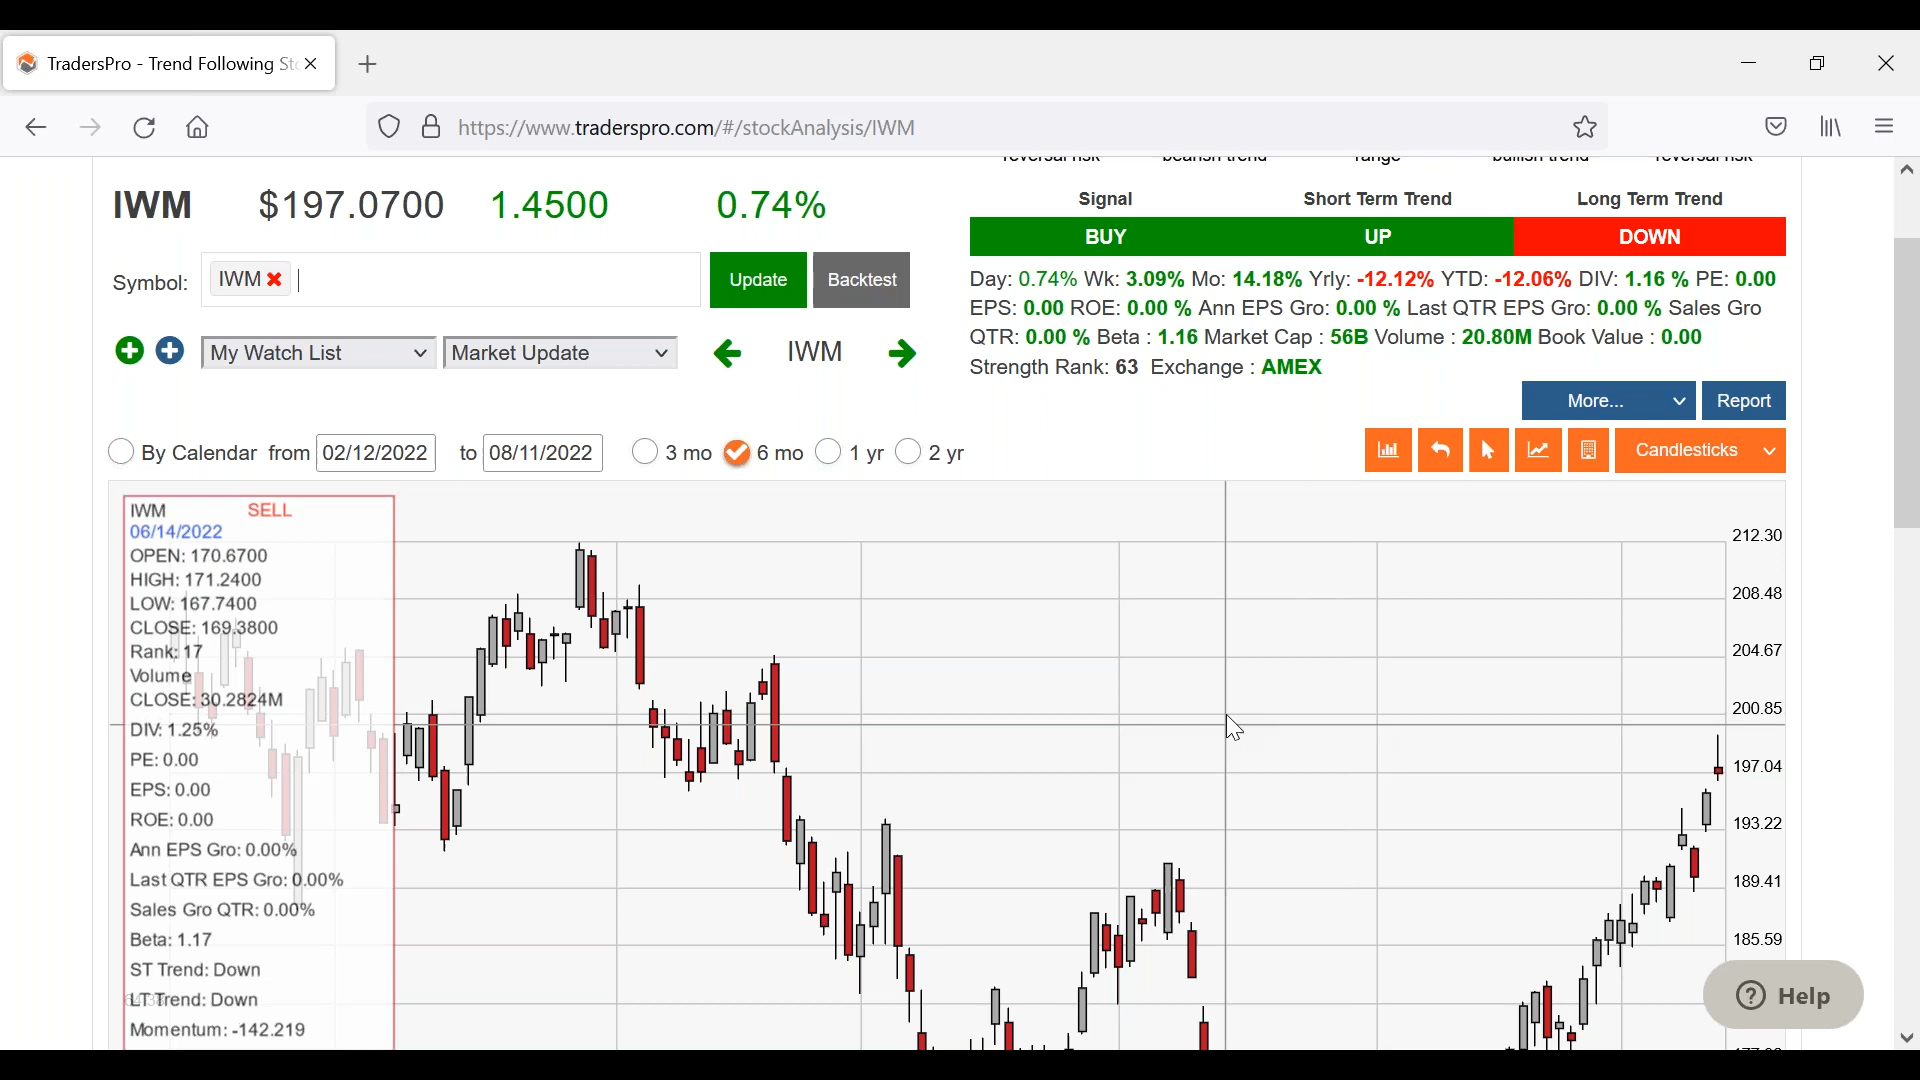 TradersPro - Trend Following Sto
https://www.traderspro.com/#/stockAnalysis/IWM
reversal risk bearish trend range bullish trend reversal risk
IWM $197.0700 1.4500 0.74%
Signal Short Term Trend Long Term Trend
BUY UP DOWN
Symbol: IWM Update Backtest
Day: 0.74% Wk: 3.09% Mo: 14.18% Yrly: -12.12% YTD: -12.06% DIV: 1.16 % PE: 0.00
EPS: 0.00 ROE: 0.00 % Ann EPS Gro: 0.00 % Last QTR EPS Gro: 0.00 % Sales Gro
QTR: 0.00 % Beta : 1.16 Market Cap : 56B Volume : 20.80M Book Value : 0.00
Strength Rank: 63 Exchange : AMEX
My Watch List Market Update IWM
More... Report
By Calendar from 02/12/2022 to 08/11/2022 3 mo 6 mo 1 yr 2 yr Candlesticks
IWM SELL
06/14/2022
OPEN: 170.6700
HIGH: 171.2400
LOW: 167.7400
CLOSE: 169.3800
Rank: 17
Volume
CLOSE: 30.2824M
DIV: 1.25%
PE: 0.00
EPS: 0.00
ROE: 0.00
Ann EPS Gro: 0.00%
Last QTR EPS Gro: 0.00%
Sales Gro QTR: 0.00%
Beta: 1.17
ST Trend: Down
LT Trend: Down
Momentum: -142.219
212.30
208.48
204.67
200.85
197.04
193.22
189.41
185.59
Help